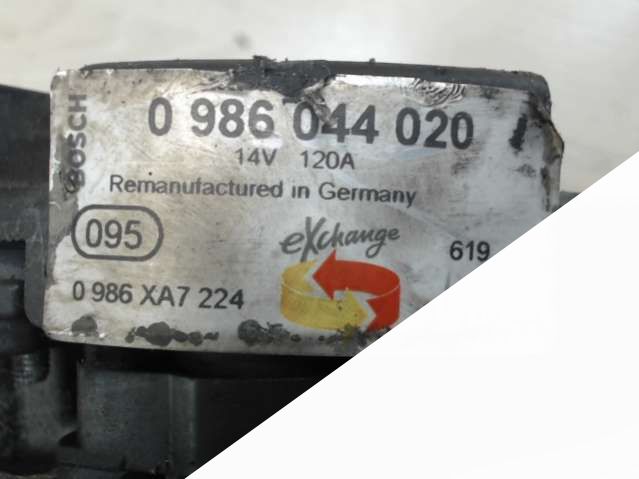 BOSCH
0 986 044 020
14V 120A
Remanufactured in Germany
095
eXchange
619
0 986 XA7 224